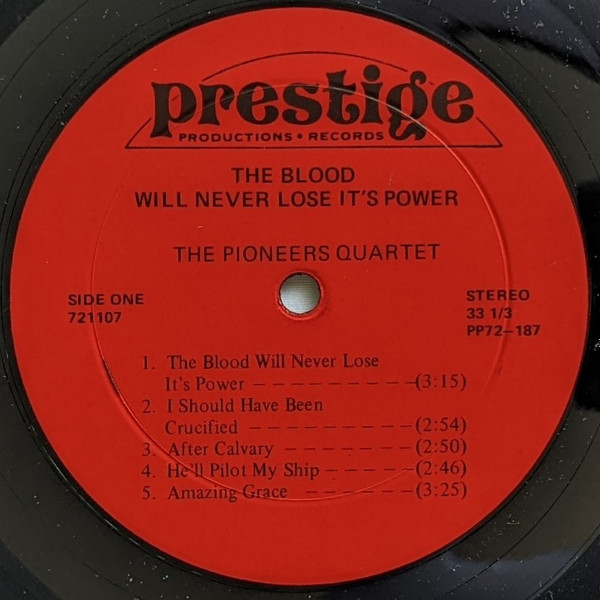 prestige
PRODUCTIONS • RECORDS
THE BLOOD
WILL NEVER LOSE IT'S POWER
THE PIONEERS QUARTET
SIDE ONE
721107
STEREO
33 1/3
PP72-187
1. The Blood Will Never Lose
It's Power – – – – – – – – – –(3:15)
2. I Should Have Been
Crucified – – – – – – – – – – (2:54)
3. After Calvary – – – – – – – –(2:50)
4. He'll Pilot My Ship – – – – – (2:46)
5. Amazing Grace – – – – – – –(3:25)